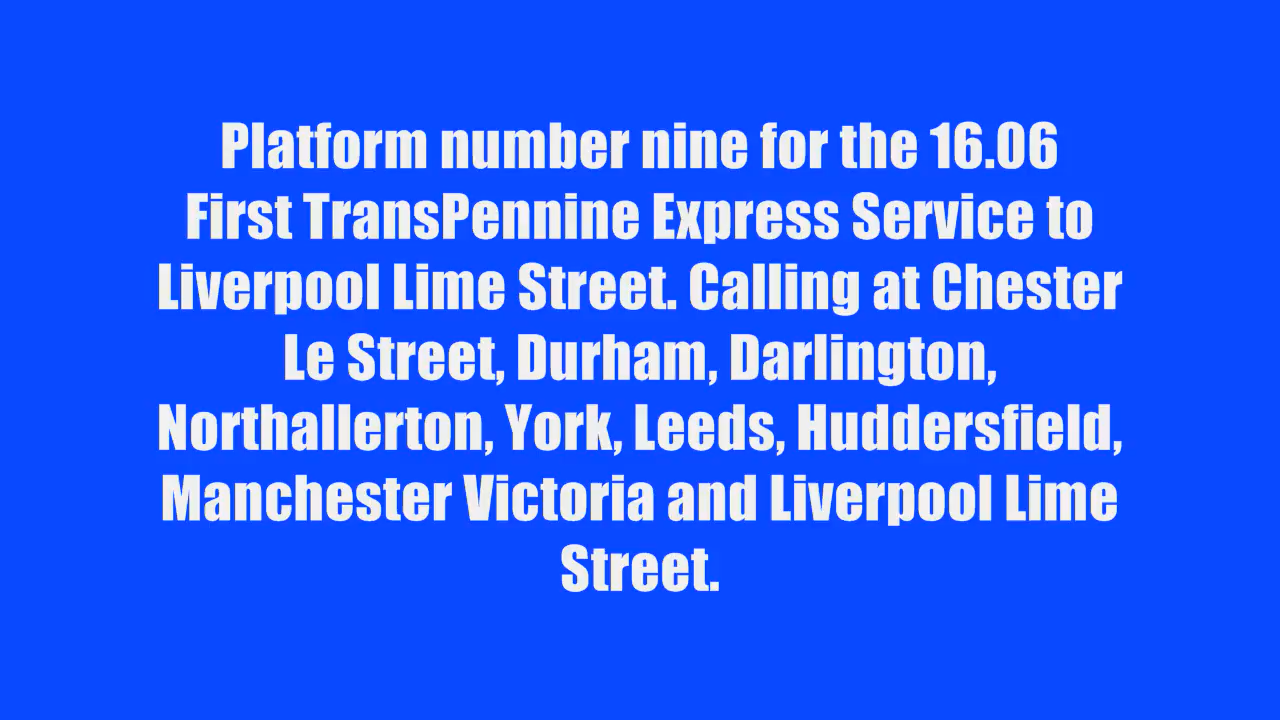 Platform number nine for the 16.06
First TransPennine Express Service to
Liverpool Lime Street. Calling at Chester
Le Street, Durham, Darlington,
Northallerton, York, Leeds, Huddersfield,
Manchester Victoria and Liverpool Lime
Street.